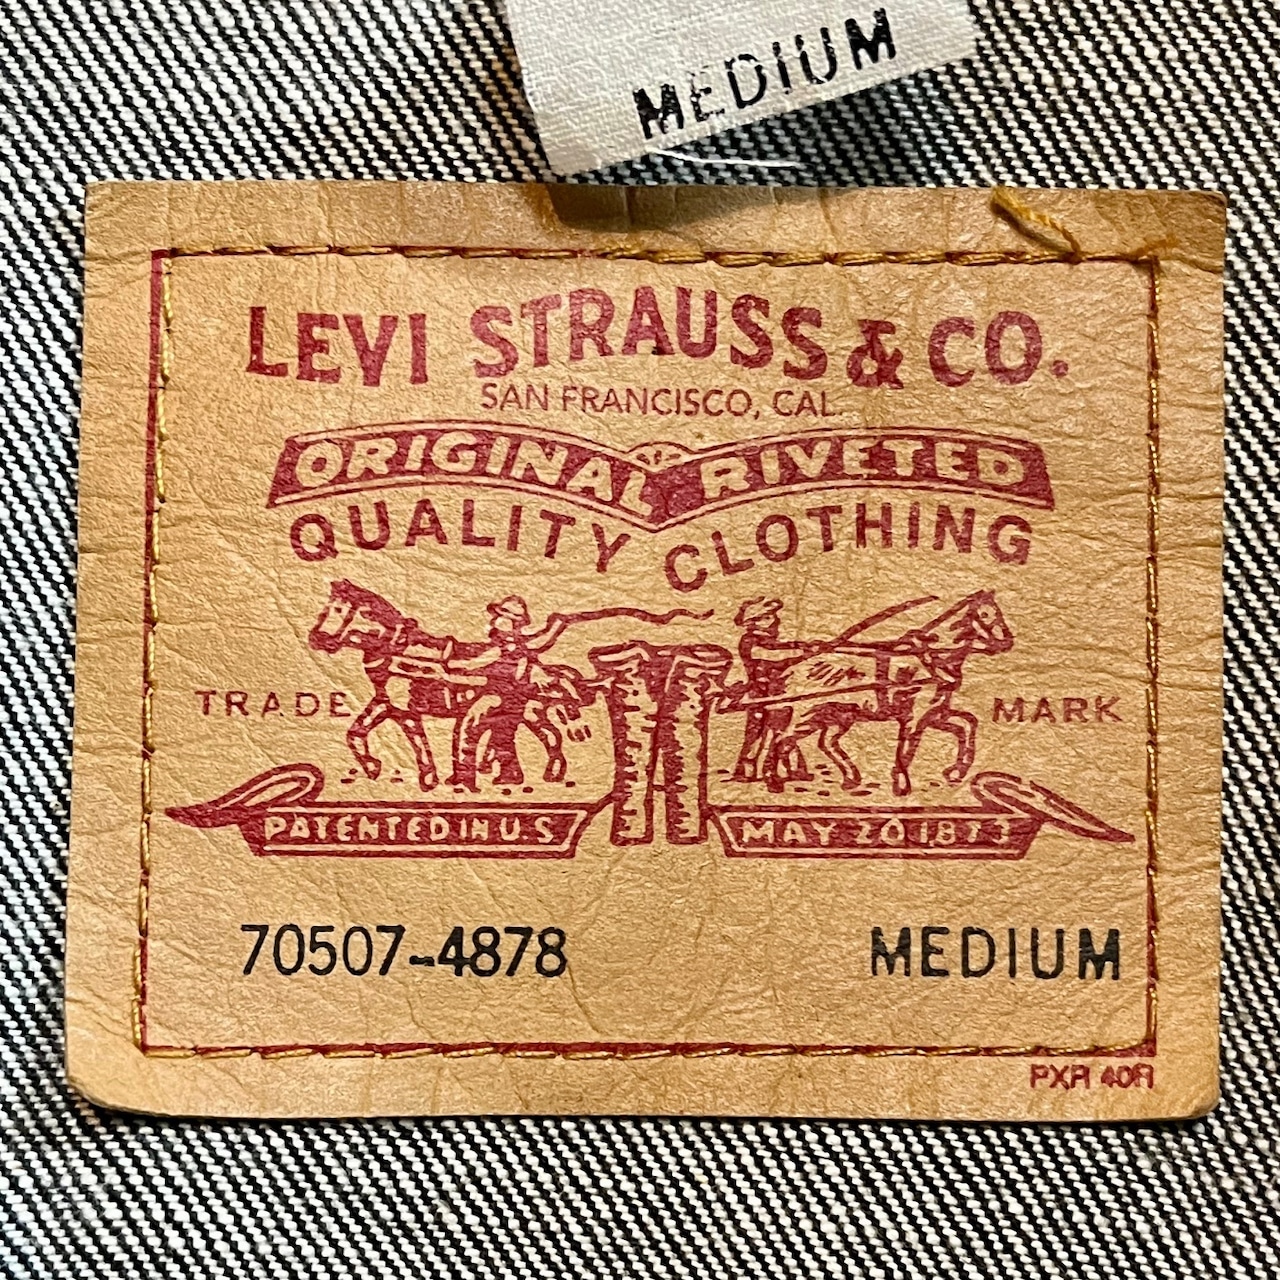 MEDIUM
LEVI STRAUSS & CO.
SAN FRANCISCO, CAL.
ORIGINAL RIVETED
QUALITY CLOTHING
TRADE MARK
PATENTED IN U.S. MAY 20 1873
70507-4878 MEDIUM
PXR 40R